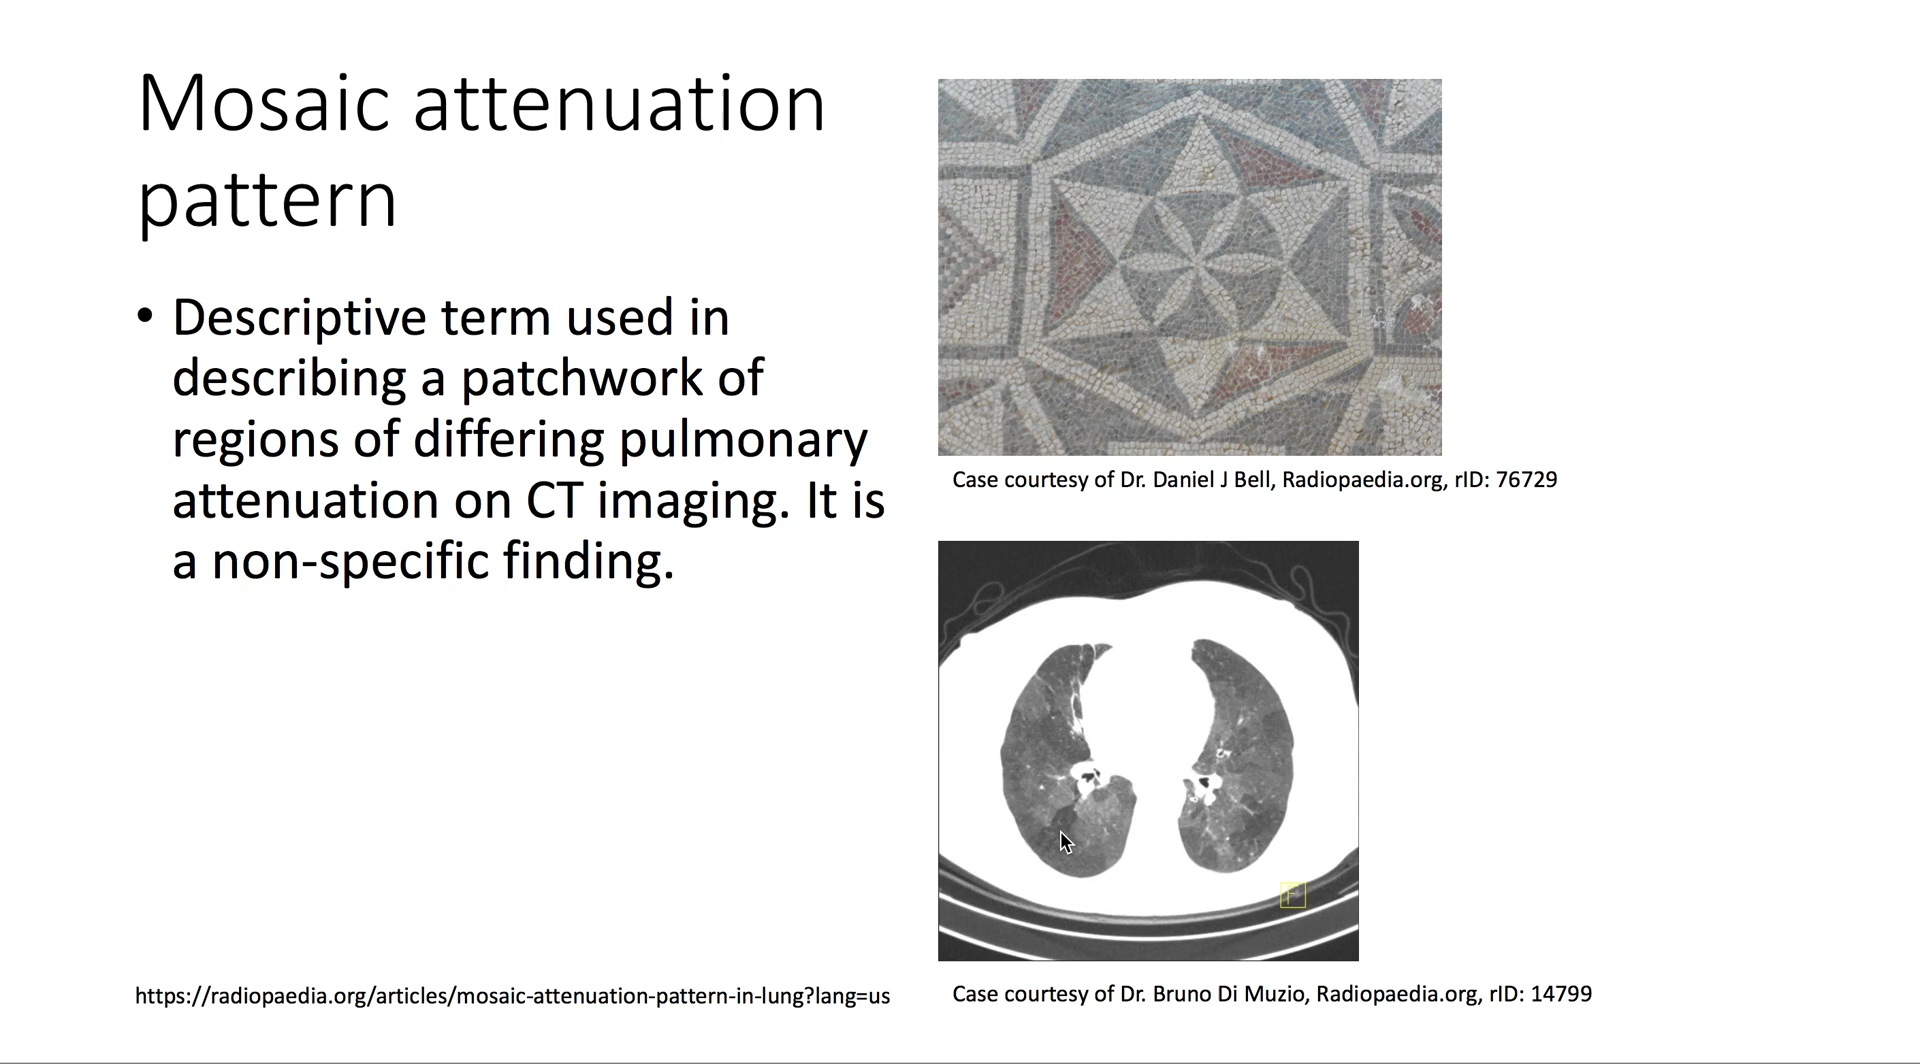 Mosaic attenuation
pattern
• Descriptive term used in
describing a patchwork of
regions of differing pulmonary
attenuation on CT imaging. It is
a non-specific finding.
Case courtesy of Dr. Daniel J Bell, Radiopaedia.org, rID: 76729
F
https://radiopaedia.org/articles/mosaic-attenuation-pattern-in-lung?lang=us
Case courtesy of Dr. Bruno Di Muzio, Radiopaedia.org, rID: 14799